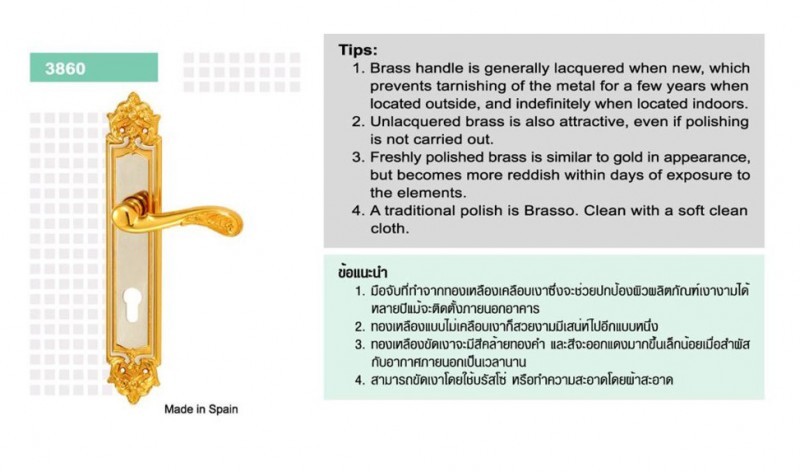 3860
Tips:
1. Brass handle is generally lacquered when new, which
prevents tarnishing of the metal for a few years when
located outside, and indefinitely when located indoors.
2. Unlacquered brass is also attractive, even if polishing
is not carried out.
3. Freshly polished brass is similar to gold in appearance,
but becomes more reddish within days of exposure to
the elements.
4. A traditional polish is Brasso. Clean with a soft clean
cloth.
ข้อแนะนำ
1. มือจับที่ทำจากทองเหลืองเคลือบเงาซึ่งจะช่วยปกป้องผิวผลิตภัณฑ์เงางามได้
หลายปีแม้จะติดตั้งภายนอกอาคาร
2. ทองเหลืองแบบไม่เคลือบเงาก็สวยงามมีเสน่ห์ไปอีกแบบหนึ่ง
3. ทองเหลืองขัดเงาจะมีสีคล้ายทองคำ และสีจะออกแดงมากขึ้นเล็กน้อยเมื่อสัมผัส
กับอากาศภายนอกเป็นเวลานาน
4. สามารถขัดเงาโดยใช้บรัสโซ่ หรือทำความสะอาดโดยผ้าสะอาด
Made in Spain